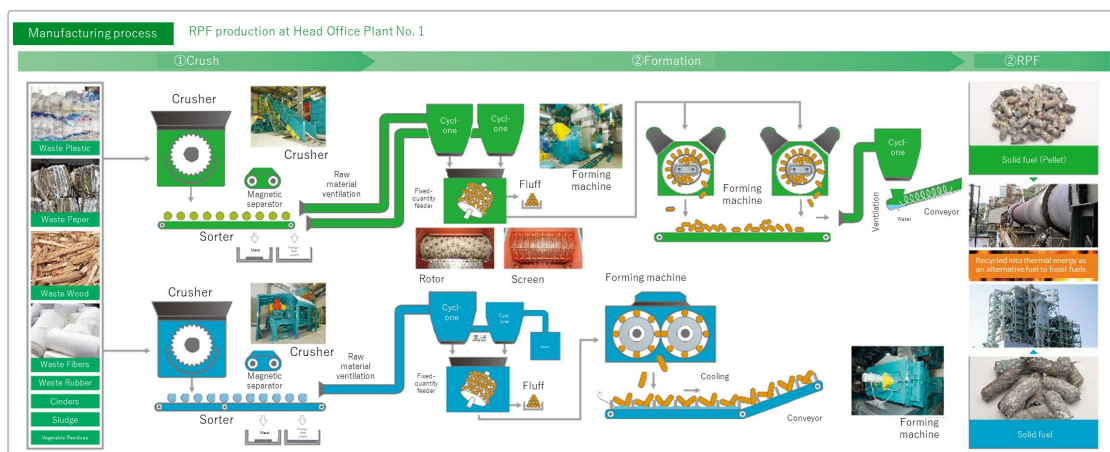 Manufacturing process
RPF production at Head Office Plant No. 1
①Crush
②Formation
②RPF
Waste Plastic
Waste Paper
Waste Wood
Waste Fibers
Waste Rubber
Cinders
Sludge
Vegetable Residues
Crusher
Crusher
Magnetic
separator
Sorter
Metal
Raw
material
ventilation
Cycl-
one
Cycl-
one
Fixed-
quantity
feeder
Fluff
Forming
machine
Rotor
Screen
Forming
machine
Cycl-
one
Ventilation
Water
Conveyor
Crusher
Crusher
Magnetic
separator
Sorter
Metal
Raw
material
ventilation
Cycl-
one
Cycl-
one
Fixed-
quantity
feeder
Fluff
Forming machine
Cooling
Conveyor
Forming
machine
Solid fuel (Pellet)
Recycled into thermal energy as
an alternative fuel to fossil fuels
Solid fuel